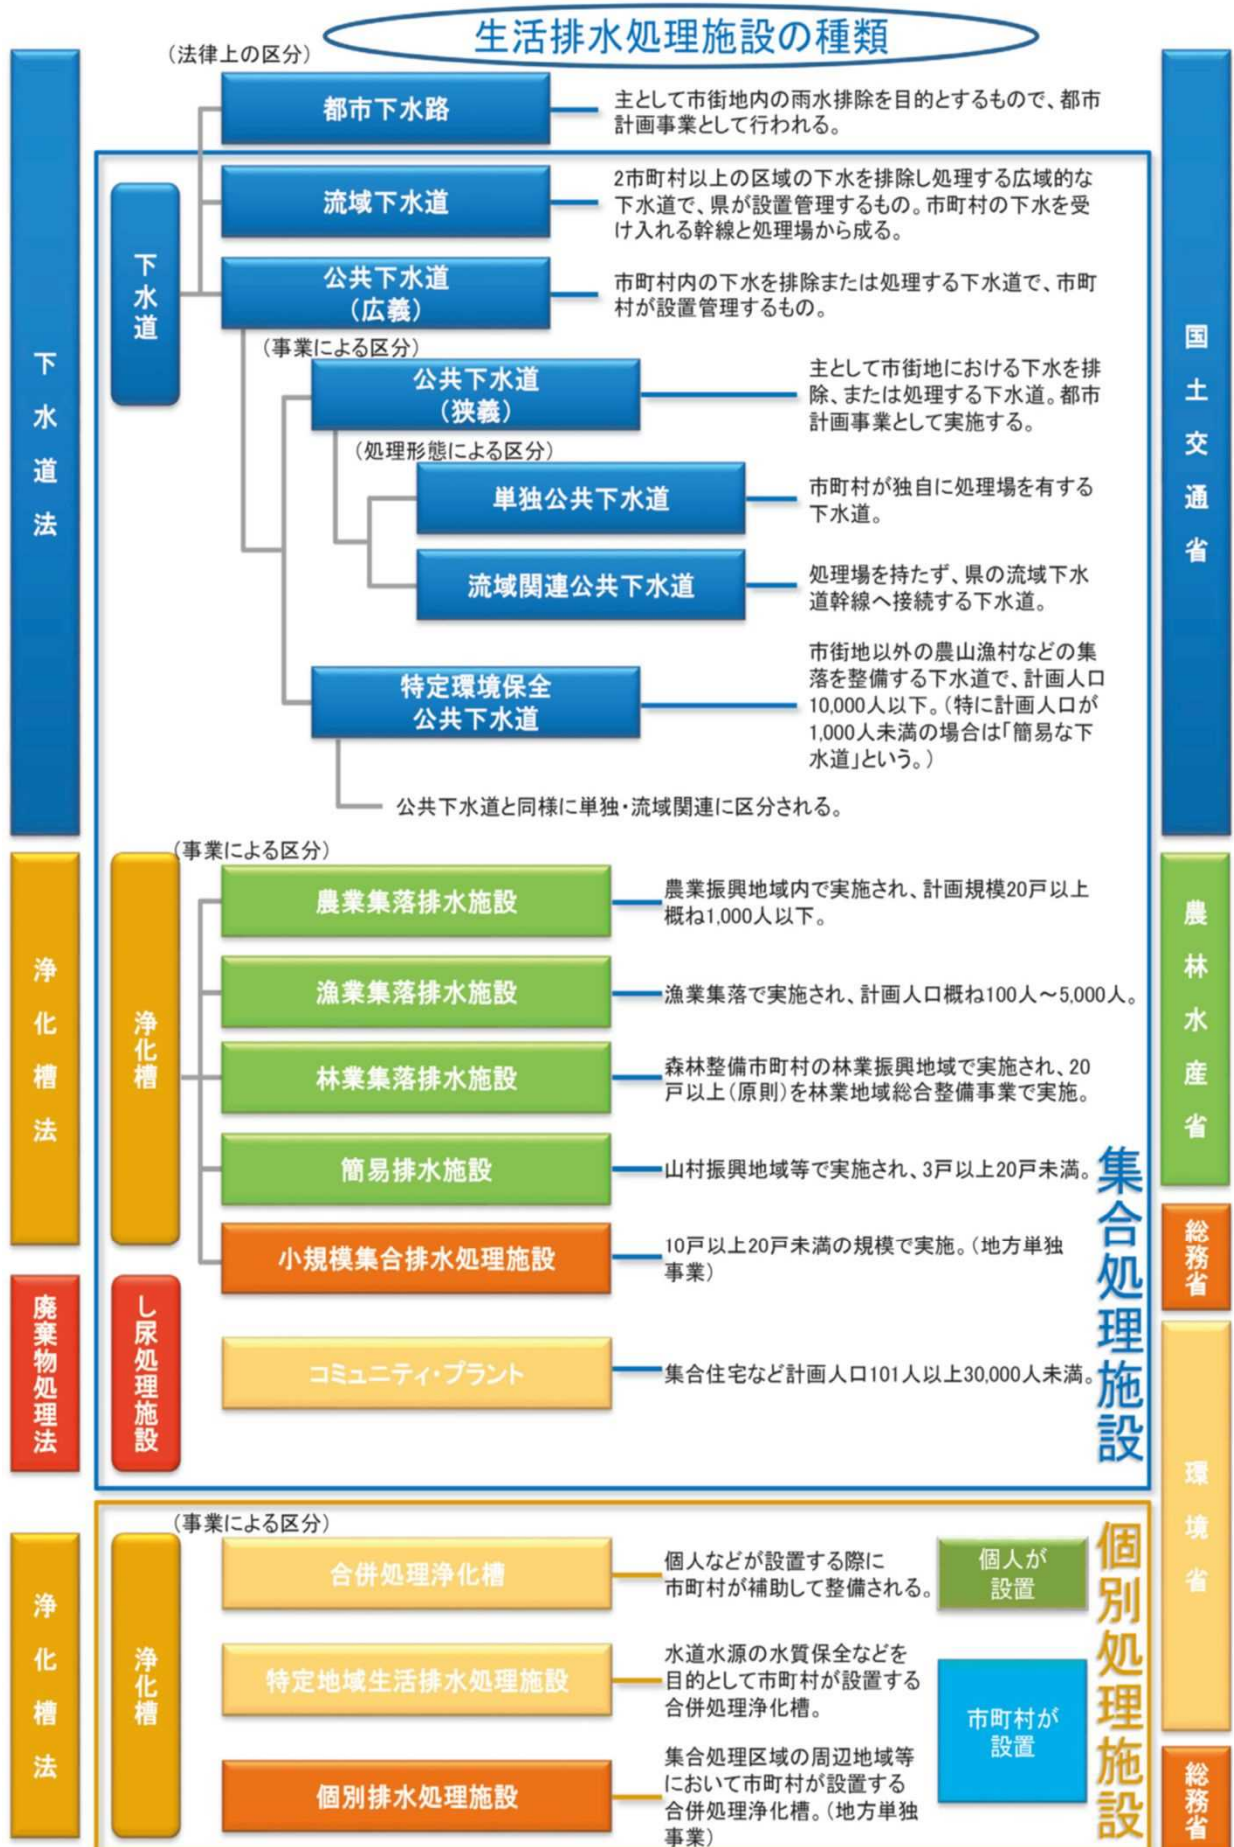 生活排水処理施設の種類
(法律上の区分)
都市下水路
主として市街地内の雨水排除を目的とするもので、都市
計画事業として行われる。
流域下水道
2市町村以上の区域の下水を排除し処理する広域的な
下水道で、県が設置管理するもの。市町村の下水を受
け入れる幹線と処理場から成る。
下水道
公共下水道
(広義)
市町村内の下水を排除または処理する下水道で、市町
村が設置管理するもの。
下水道法
国土交通省
(事業による区分)
公共下水道
(狭義)
主として市街地における下水を排
除、または処理する下水道。都市
計画事業として実施する。
(処理形態による区分)
単独公共下水道
市町村が独自に処理場を有する
下水道。
流域関連公共下水道
処理場を持たず、県の流域下水
道幹線へ接続する下水道。
特定環境保全
公共下水道
市街地以外の農山漁村などの集
落を整備する下水道で、計画人口
10,000人以下。(特に計画人口が
1,000人未満の場合は「簡易な下
水道」という。)
公共下水道と同様に単独・流域関連に区分される。
(事業による区分)
浄化槽法
浄化槽
農業集落排水施設
農業振興地域内で実施され、計画規模20戸以上
概ね1,000人以下。
農林水産省
漁業集落排水施設
漁業集落で実施され、計画人口概ね100人～5,000人。
林業集落排水施設
森林整備市町村の林業振興地域で実施され、20
戸以上(原則)を林業地域総合整備事業で実施。
簡易排水施設
山村振興地域等で実施され、3戸以上20戸未満。
集合処理施設
小規模集合排水処理施設
10戸以上20戸未満の規模で実施。(地方単独
事業)
総務省
廃棄物処理法
し尿処理施設
コミュニティ・プラント
集合住宅など計画人口101人以上30,000人未満。
環境省
(事業による区分)
浄化槽法
浄化槽
合併処理浄化槽
個人などが設置する際に
市町村が補助して整備される。
個人が
設置
個別処理施設
特定地域生活排水処理施設
水道水源の水質保全などを
目的として市町村が設置する
合併処理浄化槽。
市町村が
設置
個別排水処理施設
集合処理区域の周辺地域等
において市町村が設置する
合併処理浄化槽。(地方単独
事業)
総務省